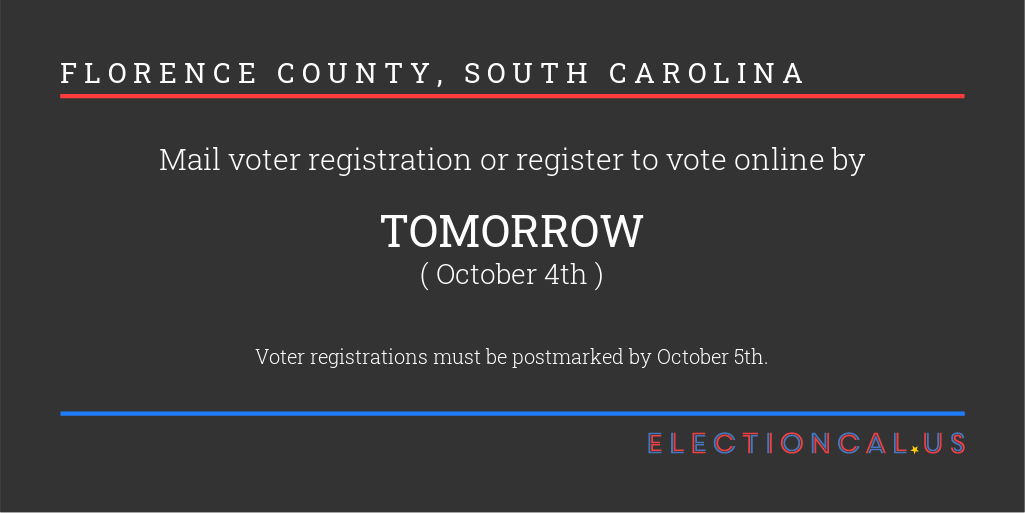 FLORENCE COUNTY, SOUTH CAROLINA
Mail voter registration or register to vote online by
TOMORROW
( October 4th )
Voter registrations must be postmarked by October 5th.
ELECTIONCAL.US